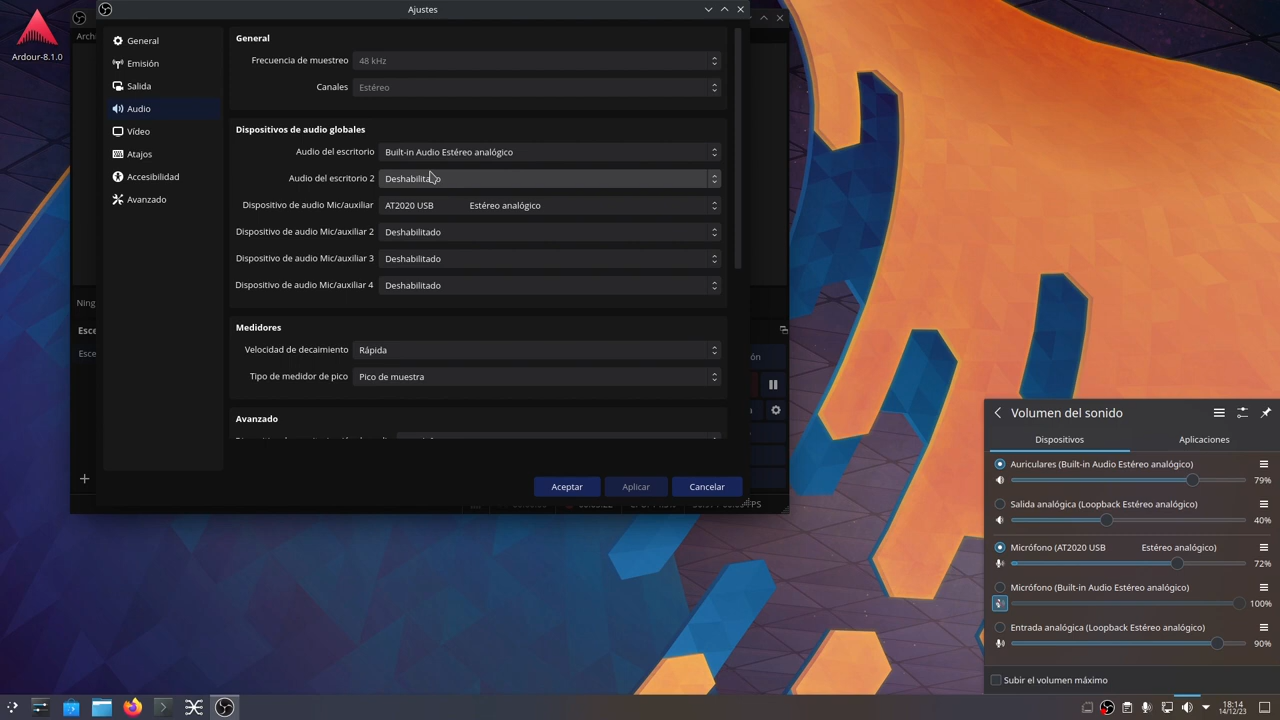 Ajustes
Ardour-8.1.0
General
Emisión
Salida
Audio
Vídeo
Atajos
Accesibilidad
Avanzado
General
Frecuencia de muestreo 48 kHz
Canales Estéreo
Dispositivos de audio globales
Audio del escritorio Built-in Audio Estéreo analógico
Audio del escritorio 2 Deshabilitado
Dispositivo de audio Mic/auxiliar AT2020 USB Estéreo analógico
Dispositivo de audio Mic/auxiliar 2 Deshabilitado
Dispositivo de audio Mic/auxiliar 3 Deshabilitado
Dispositivo de audio Mic/auxiliar 4 Deshabilitado
Medidores
Velocidad de decaimiento Rápida
Tipo de medidor de pico Pico de muestra
Avanzado
Aceptar Aplicar Cancelar
Archi
Ning
Esce
Esce
ón
Volumen del sonido
Dispositivos Aplicaciones
Auriculares (Built-in Audio Estéreo analógico)
79%
Salida analógica (Loopback Estéreo analógico)
40%
Micrófono (AT2020 USB Estéreo analógico)
72%
Micrófono (Built-in Audio Estéreo analógico)
100%
Entrada analógica (Loopback Estéreo analógico)
90%
Subir el volumen máximo
18:14
14/12/23